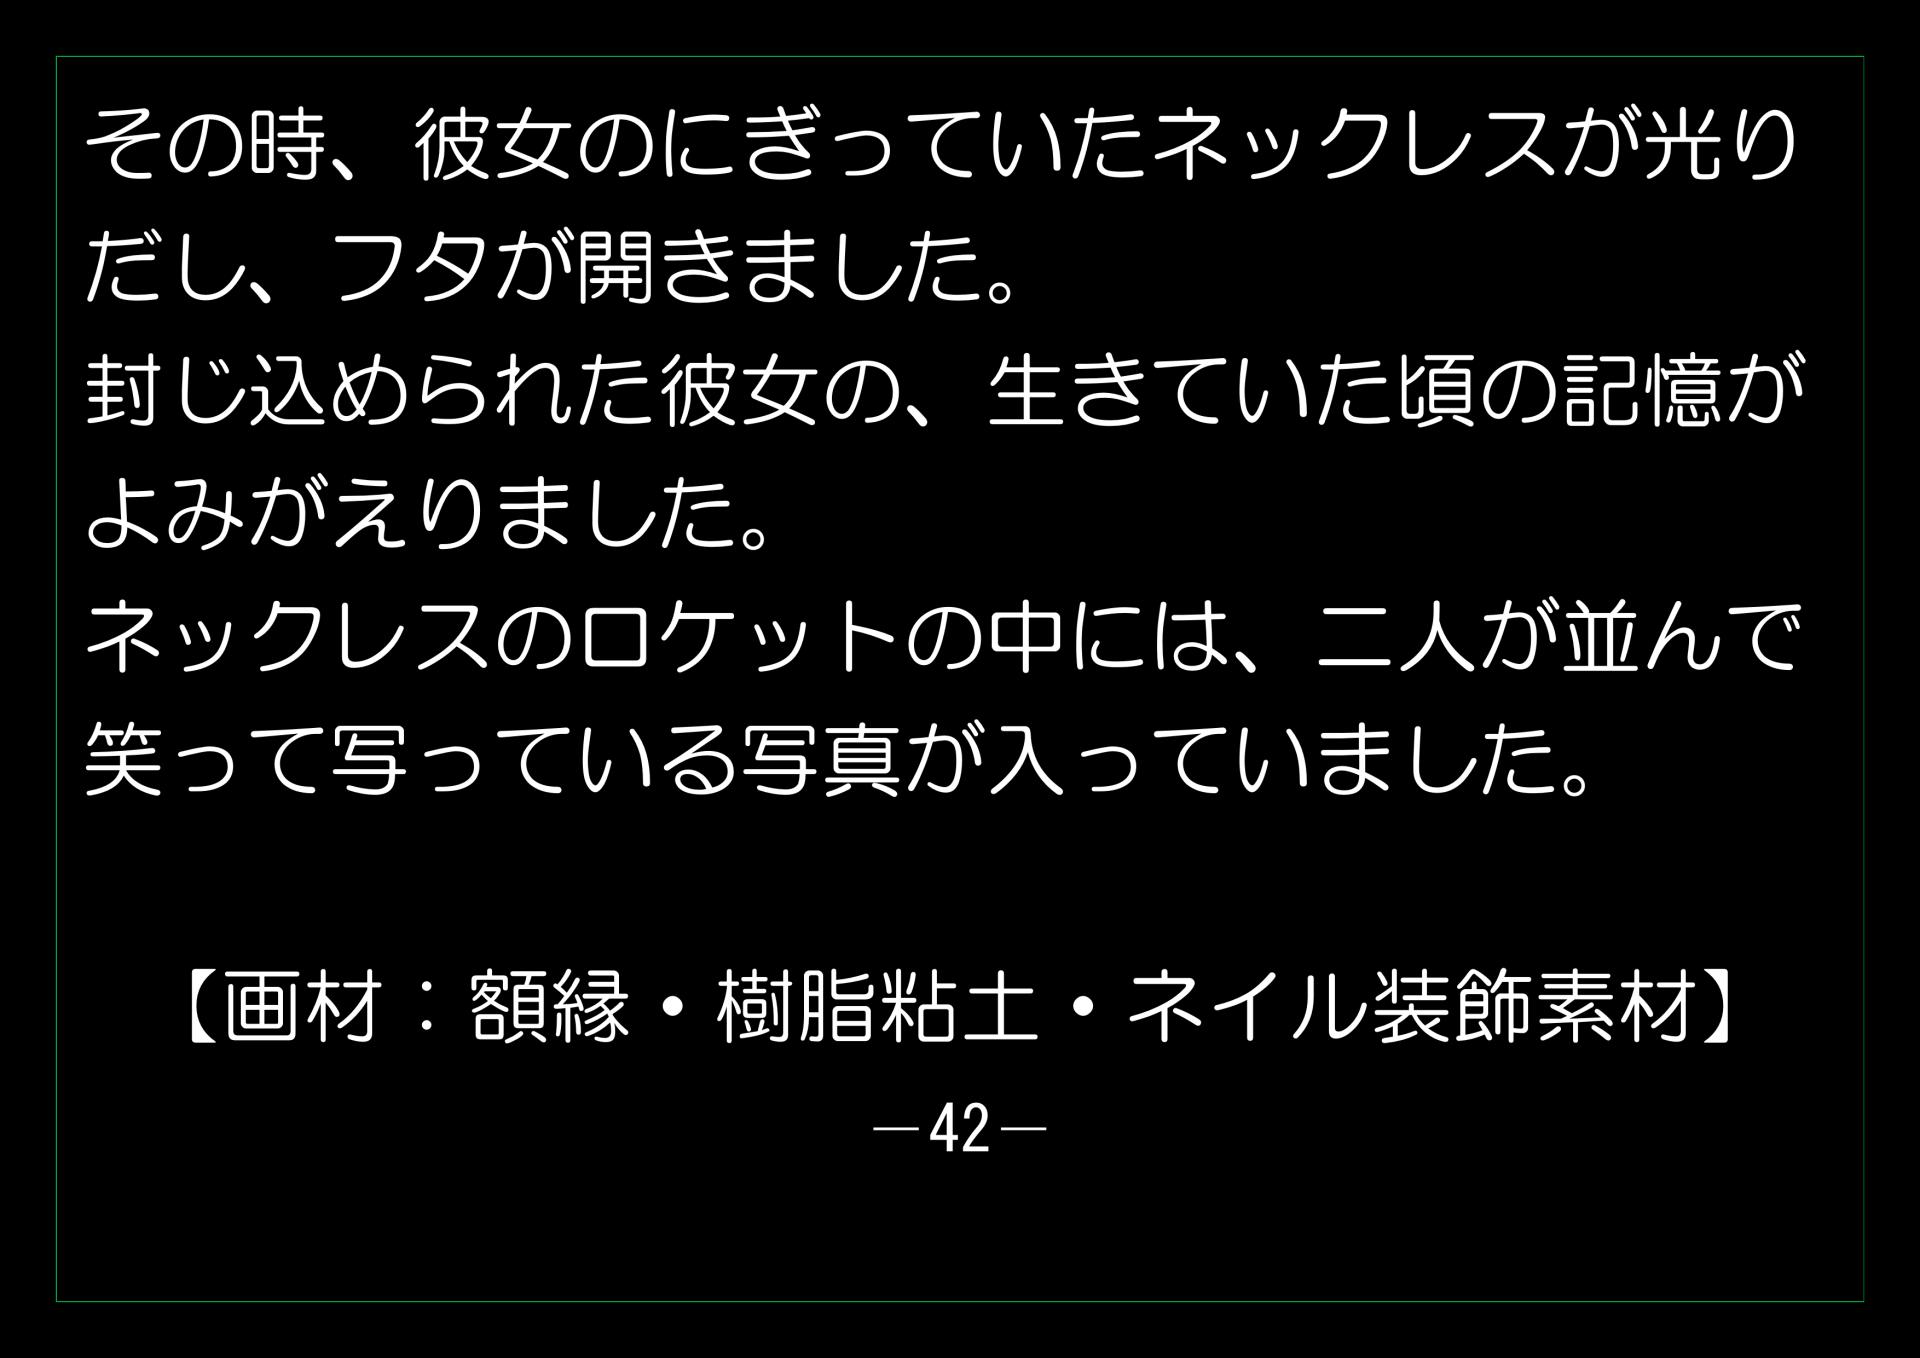 その時、彼女のにぎっていたネックレスが光り
だし、フタが開きました。
封じ込められた彼女の、生きていた頃の記憶が
よみがえりました。
ネックレスのロケットの中には、二人が並んで
笑って写っている写真が入っていました。
【画材：額縁・樹脂粘土・ネイル装飾素材】
―42―